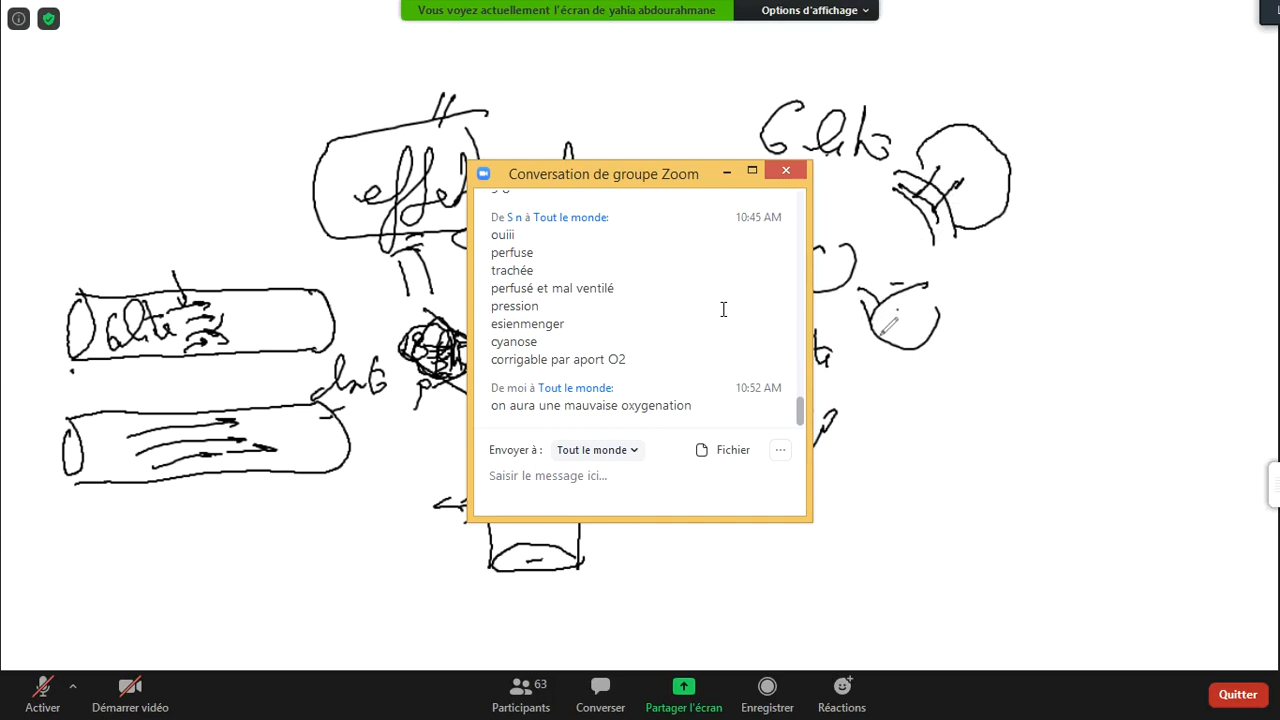 Vous voyez actuellement l'écran de yahia abdourahmane
Options d'affichage
effet
Conversation de groupe Zoom
De S n à Tout le monde: 10:45 AM
ouiii
perfuse
trachée
perfusé et mal ventilé
pression
esienmenger
cyanose
corrigable par aport O2
De moi à Tout le monde: 10:52 AM
on aura une mauvaise oxygenation
Envoyer à : Tout le monde Fichier ...
Saisir le message ici...
Activer
Démarrer vidéo
Participants 63
Converser
Partager l'écran
Enregistrer
Réactions
Quitter